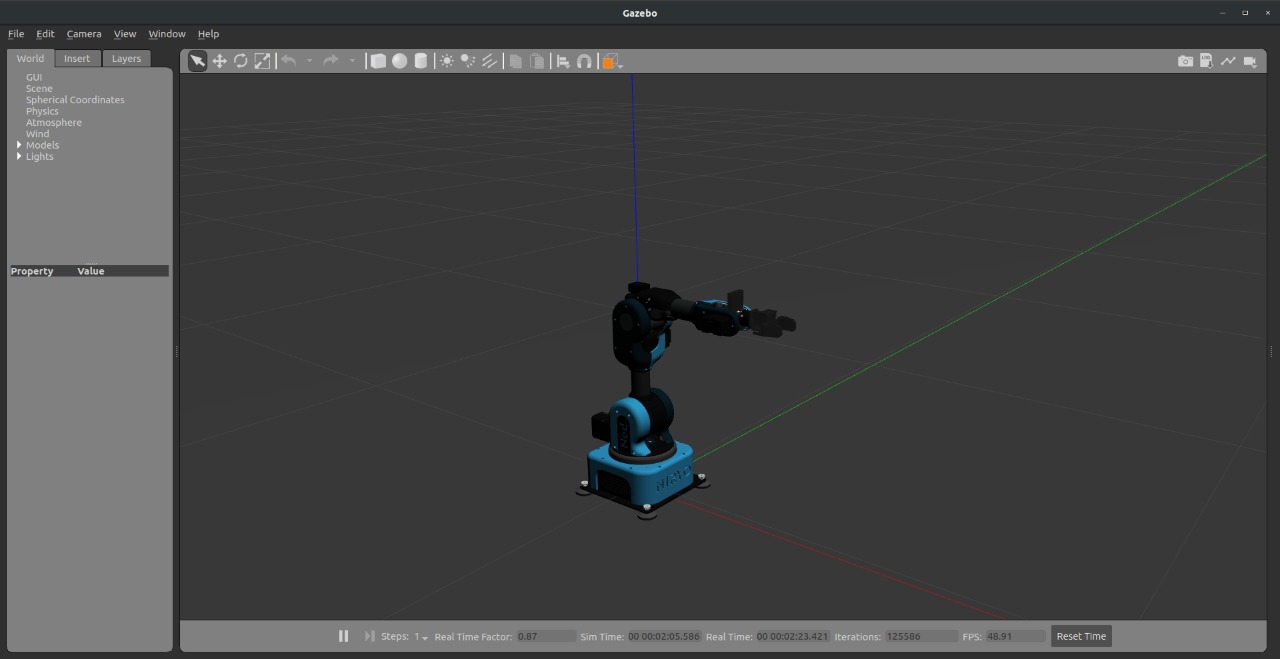 Gazebo
File Edit Camera View Window Help
World Insert Layers
GUI
Scene
Spherical Coordinates
Physics
Atmosphere
Wind
Models
Lights
Property Value
Ned
NIRYO
Steps: 1 Real Time Factor: 0.87 Sim Time: 00 00:02:05.586 Real Time: 00 00:02:23.421 Iterations: 125586 FPS: 48.91 Reset Time